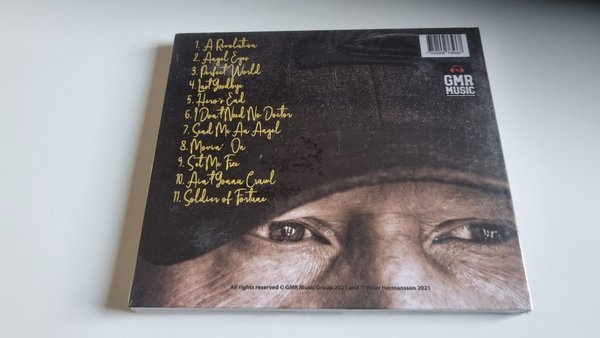 1. A Revolution
2. Angel Eyes
3. Perfect World
4. Last Goodbye
5. Hero's End
6. I Don't Need No Doctor
7. Send Me An Angel
8. Movin' On
9. Set Me Free
10. Ain't Gonna Crawl
11. Soldier of Fortune
GMR
MUSIC
All rights reserved © GMR Music Group 2021 and ℗ Peter Hermansson 2021